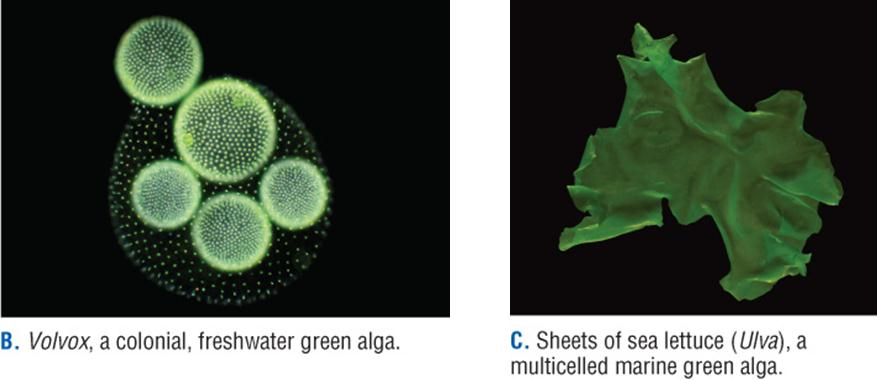 B. Volvox, a colonial, freshwater green alga.
C. Sheets of sea lettuce (Ulva), a
multicelled marine green alga.